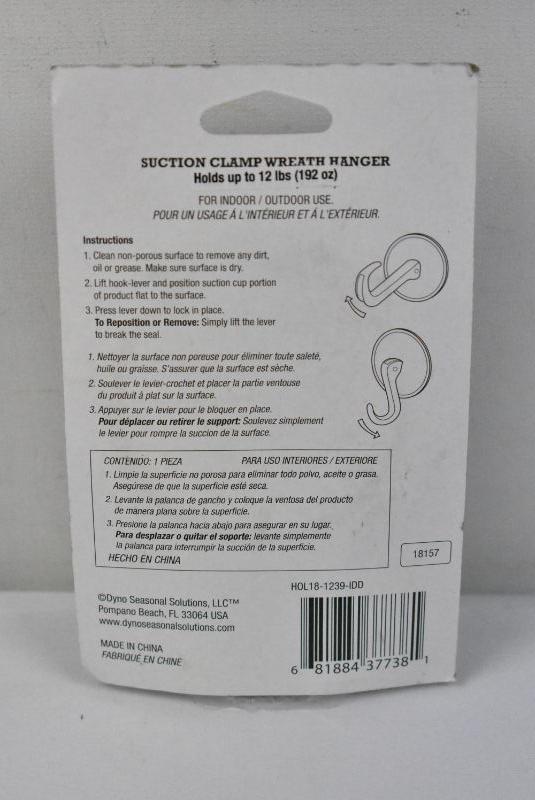 SUCTION CLAMP WREATH HANGER
Holds up to 12 lbs (192 oz)
FOR INDOOR / OUTDOOR USE.
POUR UN USAGE À L'INTÉRIEUR ET À L'EXTÉRIEUR.
Instructions
1. Clean non-porous surface to remove any dirt,
oil or grease. Make sure surface is dry.
2. Lift hook-lever and position suction cup portion
of product flat to the surface.
3. Press lever down to lock in place.
To Reposition or Remove: Simply lift the lever
to break the seal.
1. Nettoyer la surface non poreuse pour éliminer toute saleté,
huile ou graisse. S'assurer que la surface est sèche.
2. Soulever le levier-crochet et placer la partie ventouse
du produit à plat sur la surface.
3. Appuyer sur le levier pour le bloquer en place.
Pour déplacer ou retirer le support: Soulevez simplement
le levier pour rompre la succion de la surface.
CONTENIDO: 1 PIEZA PARA USO INTERIORES / EXTERIORE
1. Limpie la superficie no porosa para eliminar todo polvo, aceite o grasa.
Asegúrese de que la superficie esté seca.
2. Levante la palanca de gancho y coloque la ventosa del producto
de manera plana sobre la superficie.
3. Presione la palanca hacia abajo para asegurar en su lugar.
Para desplazar o quitar el soporte: levante simplemente
la palanca para interrumpir la succión de la superficie.
HECHO EN CHINA
18157
HOL18-1239-IDD
©Dyno Seasonal Solutions, LLC™
Pompano Beach, FL 33064 USA
www.dynoseasonalsolutions.com
MADE IN CHINA
FABRIQUÉ EN CHINE
6 81884 37738 1